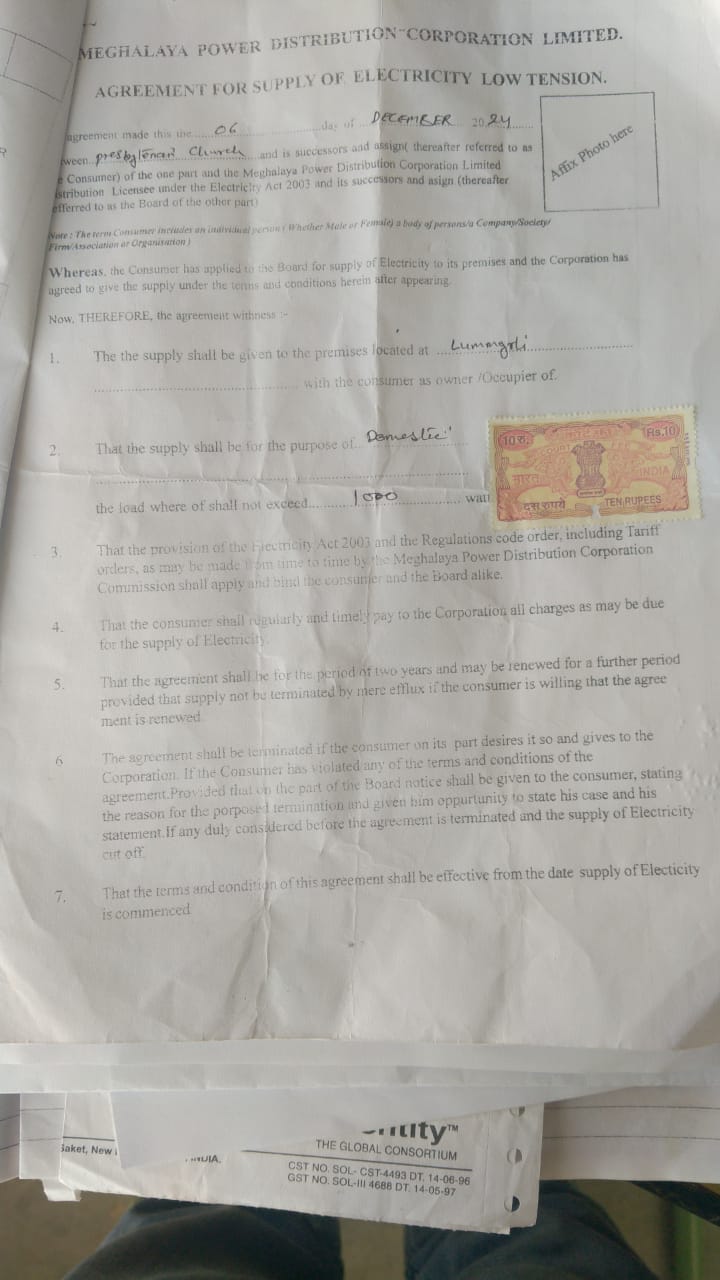 MEGHALAYA POWER DISTRIBUTION CORPORATION LIMITED.
AGREEMENT FOR SUPPLY OF ELECTRICITY LOW TENSION.
agreement made this the......06..................day of ...DECEMBER... 2024......
ween presbyterian Church and is successors and assign( thereafter referred to as
Consumer) of the one part and the Meghalaya Power Distribution Corporation Limited
stribution Licensee under the Electricity Act 2003 and its successors and asign (thereafter
efferred to as the Board of the other part)
Affix Photo here
Note : The term Consumer includes an individual person ( Whether Male or Female) a body of persons/a Company/Society/
Firm/Association or Organisation )
Whereas, the Consumer has applied to the Board for supply of Electricity to its premises and the Corporation has
agreed to give the supply under the terms and conditions herein after appearing.
Now, THEREFORE, the agreement witness :-
1. The the supply shall be given to the premises located at ....
with the consumer as owner /Occupier of.
2. That the supply shall be for the purpose of.. Domestic
the load where of shall not exceed.........1000............... watt
10 रु.
Rs.10
COURT FEE
भारत
INDIA
दस रुपये
TEN RUPEES
3. That the provision of the Electricity Act 2003 and the Regulations code order, including Tariff
orders, as may be made from time to time by the Meghalaya Power Distribution Corporation
Commission shall apply and bind the consumer and the Board alike.
4. That the consumer shall regularly and timely pay to the Corporation all charges as may be due
for the supply of Electricity.
5. That the agreement shall be for the period of two years and may be renewed for a further period
provided that supply not be terminated by mere efflux if the consumer is willing that the agree
ment is renewed.
6 The agreement shall be terminated if the consumer on its part desires it so and gives to the
Corporation. If the Consumer has violated any of the terms and conditions of the
agreement.Provided that on the part of the Board notice shall be given to the consumer, stating
the reason for the porposed termination and given him oppurtunity to state his case and his
statement.If any duly considered before the agreement is terminated and the supply of Electricity
cut off.
7. That the terms and condition of this agreement shall be effective from the date supply of Electicity
is commenced
ntity™
THE GLOBAL CONSORTIUM
Saket, New
INDIA.
CST NO. SOL- CST-4493 DT. 14-06-96
GST NO. SOL-III 4688 DT. 14-05-97